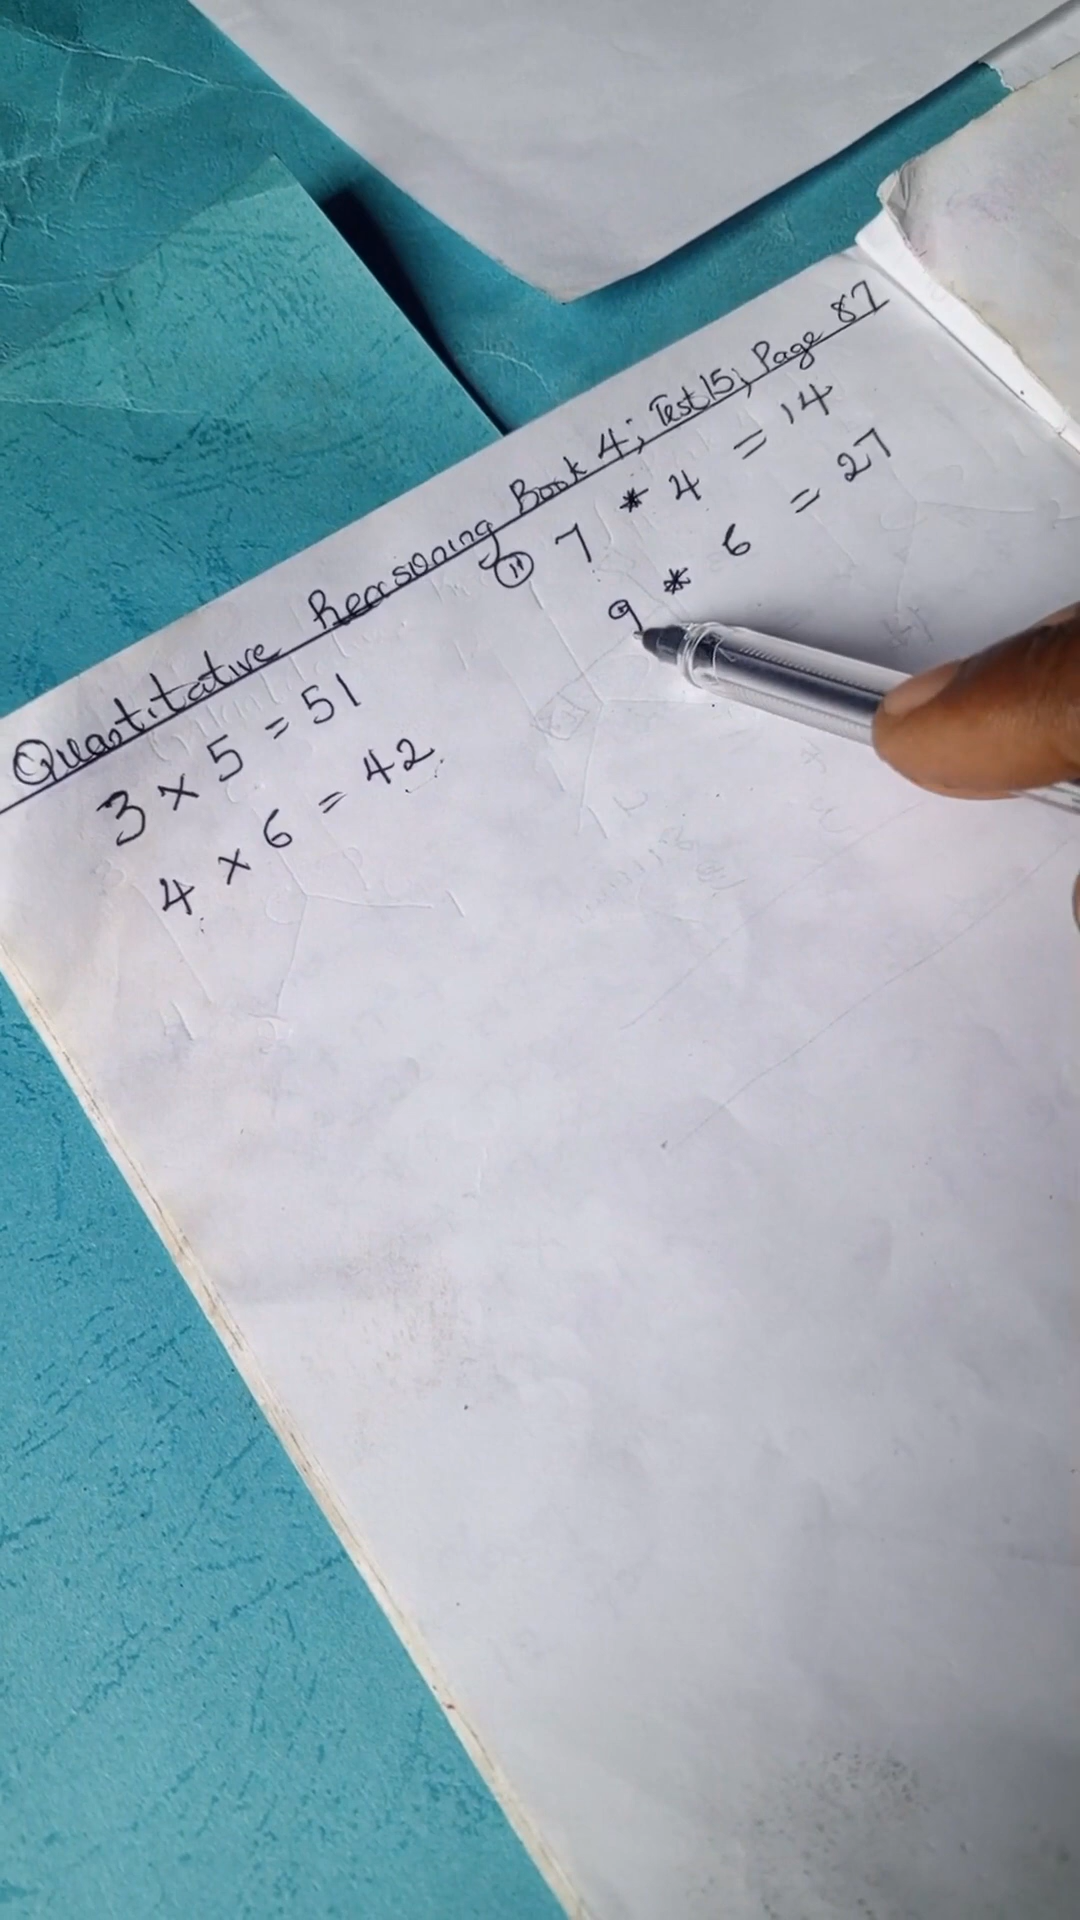 Quantitative Reasoning Book 4; Test 15; Page 87
3 × 5 = 51
4 × 6 = 42
11 7 * 4 = 14
9 * 6 = 27